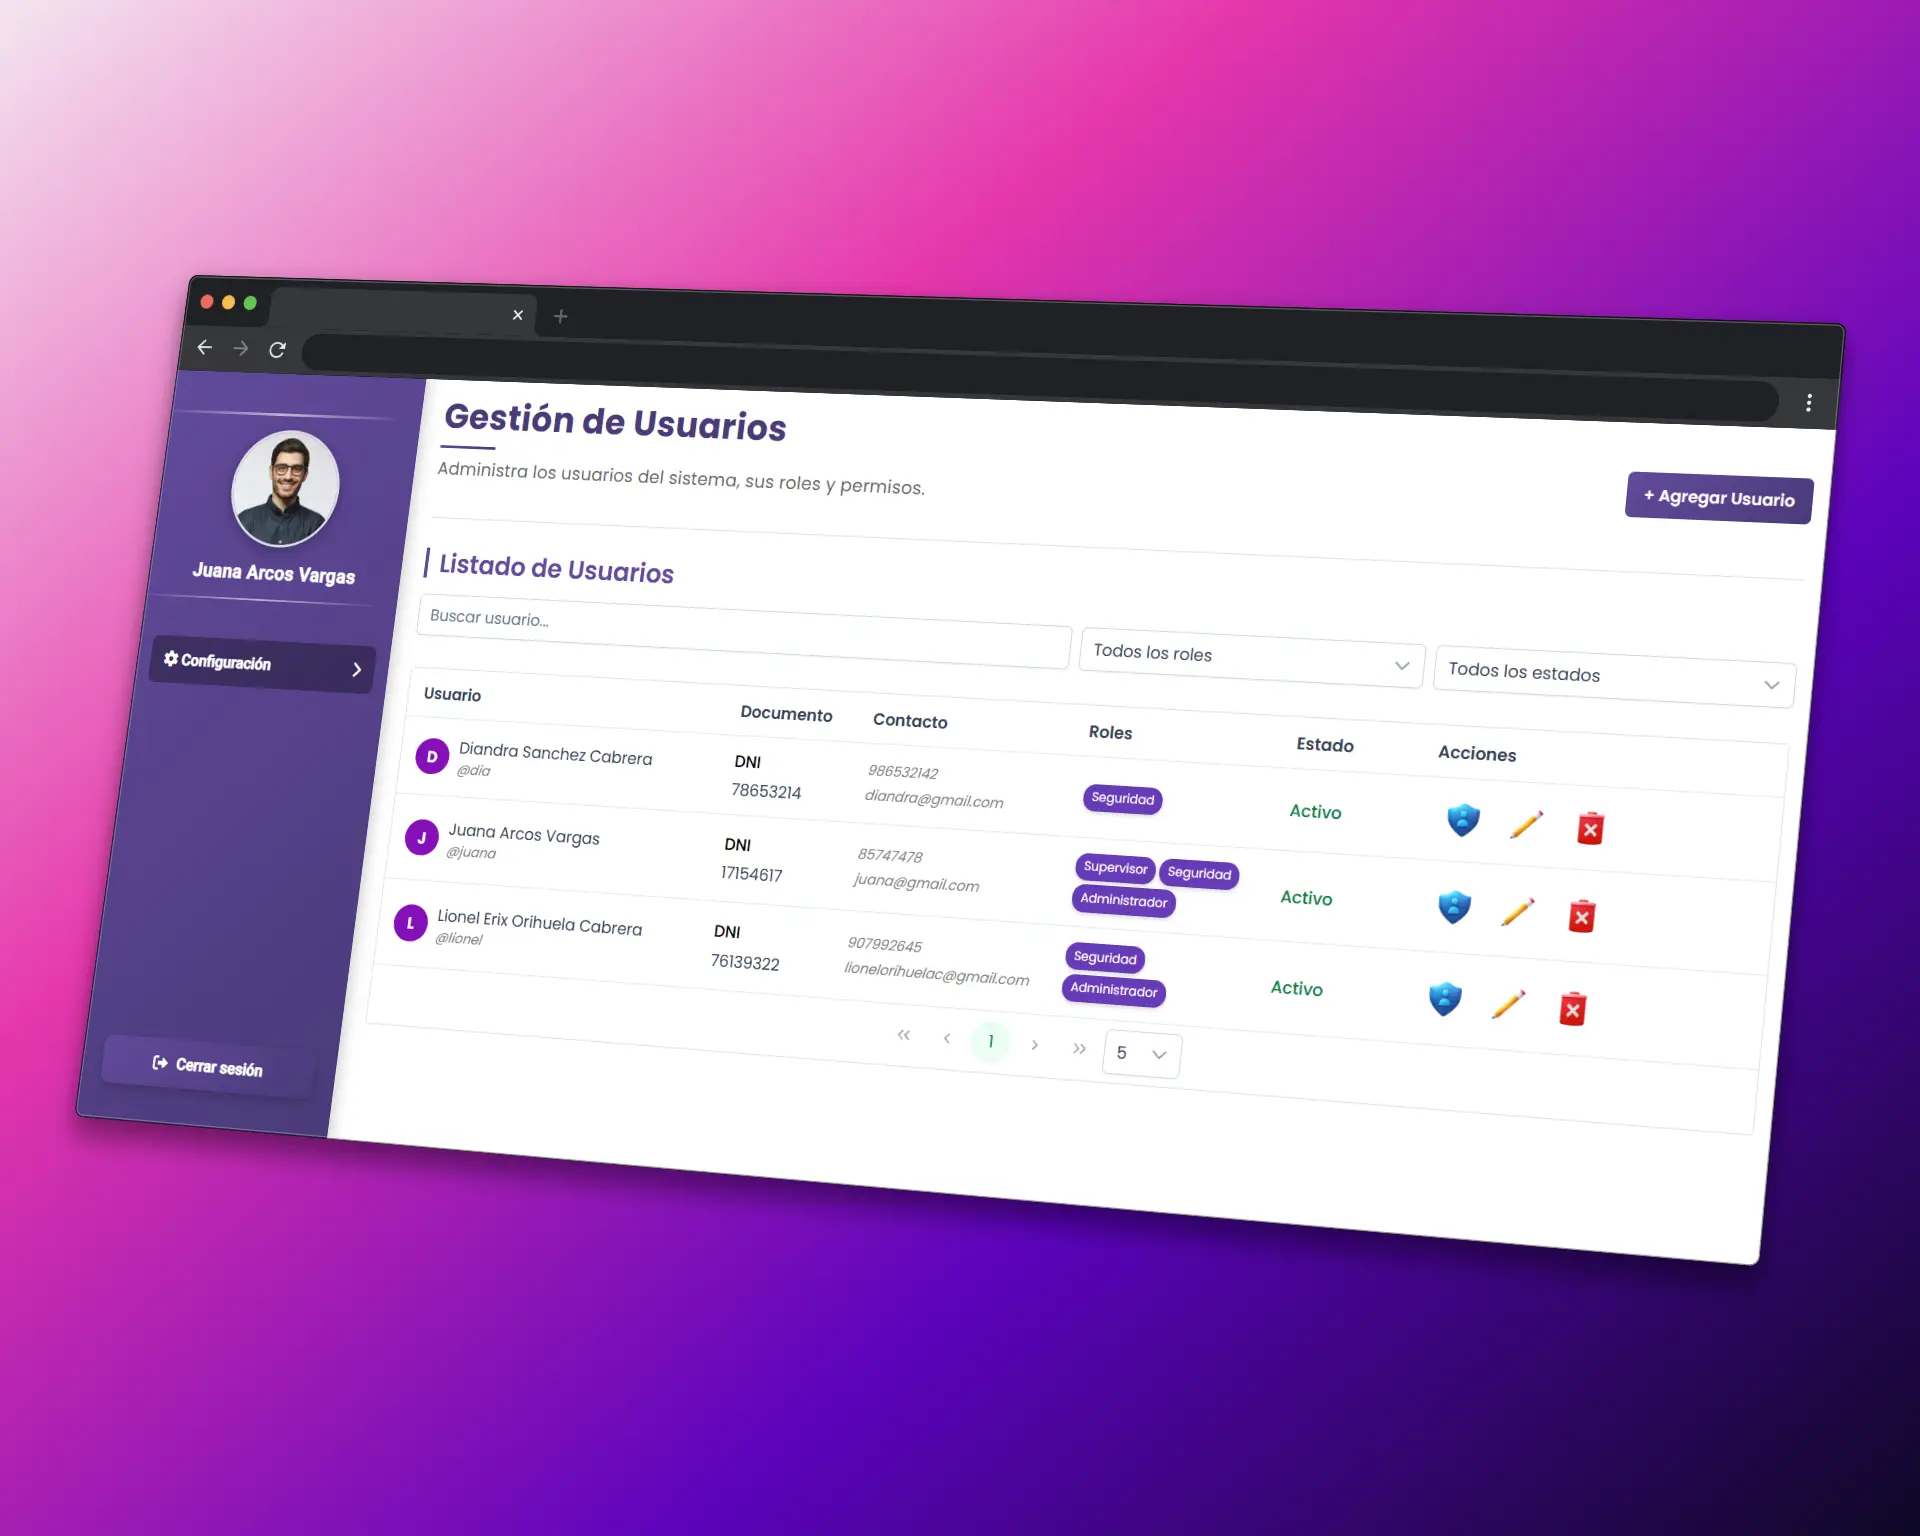 Gestión de Usuarios
Administra los usuarios del sistema, sus roles y permisos.
+ Agregar Usuario
Juana Arcos Vargas
Configuración
Cerrar sesión
Listado de Usuarios
Buscar usuario...
Todos los roles
Todos los estados
Usuario Documento Contacto Roles Estado Acciones
D Diandra Sanchez Cabrera
@dia
DNI
78653214
986532142
diandra@gmail.com
Seguridad
Activo
J Juana Arcos Vargas
@juana
DNI
17154617
85747478
juana@gmail.com
Supervisor Seguridad
Administrador
Activo
L Lionel Erix Orihuela Cabrera
@lionel
DNI
76139322
907992645
lionelorihuelac@gmail.com
Seguridad
Administrador
Activo
« ‹ 1 › » 5